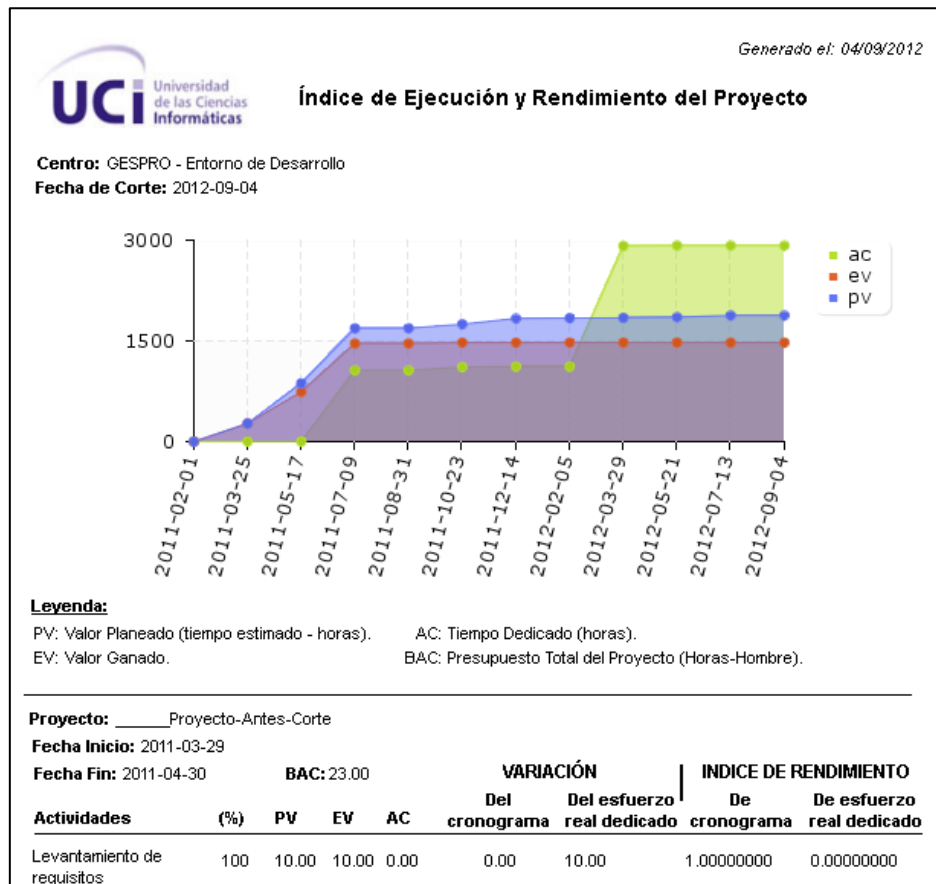 Generado el: 04/09/2012
UCi Universidad
de las Ciencias
Informáticas
Índice de Ejecución y Rendimiento del Proyecto
Centro: GESPRO - Entorno de Desarrollo
Fecha de Corte: 2012-09-04
3000
1500
0
ac
ev
pv
2011-02-01
2011-03-25
2011-05-17
2011-07-09
2011-08-31
2011-10-23
2011-12-14
2012-02-05
2012-03-29
2012-05-21
2012-07-13
2012-09-04
Leyenda:
PV: Valor Planeado (tiempo estimado - horas). AC: Tiempo Dedicado (horas).
EV: Valor Ganado. BAC: Presupuesto Total del Proyecto (Horas-Hombre).
Proyecto: ______Proyecto-Antes-Corte
Fecha Inicio: 2011-03-29
Fecha Fin: 2011-04-30 BAC: 23.00 VARIACIÓN INDICE DE RENDIMIENTO
Del Del esfuerzo De De esfuerzo
Actividades (%) PV EV AC cronograma real dedicado cronograma real dedicado
Levantamiento de
requisitos 100 10.00 10.00 0.00 0.00 10.00 1.00000000 0.00000000